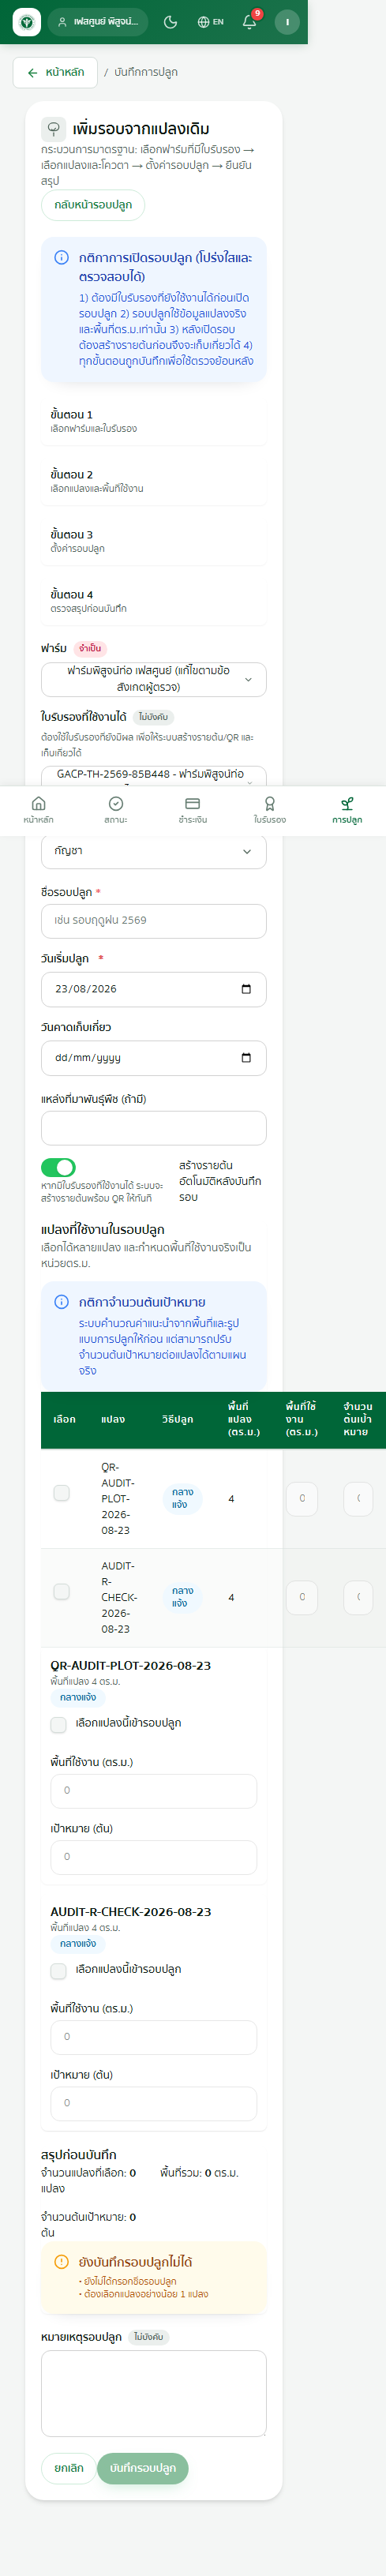 เฟสศูนย์ พิสูจน์...
EN
9
I
หน้าหลัก / บันทึกการปลูก
เพิ่มรอบจากแปลงเดิม
กระบวนการมาตรฐาน: เลือกฟาร์มที่มีใบรับรอง →
เลือกแปลงและโควตา → ตั้งค่ารอบปลูก → ยืนยัน
สรุป
กลับหน้ารอบปลูก
กติกาการเปิดรอบปลูก (โปร่งใสและ
ตรวจสอบได้)
1) ต้องมีใบรับรองที่ยังใช้งานได้ก่อนเปิด
รอบปลูก 2) รอบปลูกใช้ข้อมูลแปลงจริง
และพื้นที่ตร.ม.เท่านั้น 3) หลังเปิดรอบ
ต้องสร้างรายต้นก่อนจึงจะเก็บเกี่ยวได้ 4)
ทุกขั้นตอนถูกบันทึกเพื่อใช้ตรวจย้อนหลัง
ขั้นตอน 1
เลือกฟาร์มและใบรับรอง
ขั้นตอน 2
เลือกแปลงและพื้นที่ใช้งาน
ขั้นตอน 3
ตั้งค่ารอบปลูก
ขั้นตอน 4
ตรวจสรุปก่อนบันทึก
ฟาร์ม จำเป็น
ฟาร์มพิสูจน์ท่อ เฟสศูนย์ (แก้ไขตามข้อ
สังเกตผู้ตรวจ)
ใบรับรองที่ใช้งานได้ ไม่บังคับ
ต้องใช้ใบรับรองที่ยังมีผล เพื่อให้ระบบสร้างรายต้น/QR และ
เก็บเกี่ยวได้
GACP-TH-2569-85B448 - ฟาร์มพิสูจน์ท่อ
หน้าหลัก
สถานะ
ชำระเงิน
ใบรับรอง
การปลูก
กัญชา
ชื่อรอบปลูก *
เช่น รอบฤดูฝน 2569
วันเริ่มปลูก *
23/08/2026
วันคาดเก็บเกี่ยว
dd/mm/yyyy
แหล่งที่มาพันธุ์พืช (ถ้ามี)
หากมีใบรับรองที่ใช้งานได้ ระบบจะ
สร้างรายต้นพร้อม QR ให้ทันที
สร้างรายต้น
อัตโนมัติหลังบันทึก
รอบ
แปลงที่ใช้งานในรอบปลูก
เลือกได้หลายแปลง และกำหนดพื้นที่ใช้งานจริงเป็น
หน่วยตร.ม.
กติกาจำนวนต้นเป้าหมาย
ระบบคำนวณค่าแนะนำจากพื้นที่และรูป
แบบการปลูกให้ก่อน แต่สามารถปรับ
จำนวนต้นเป้าหมายต่อแปลงได้ตามแผน
จริง
เลือก
แปลง
วิธีปลูก
พื้นที่
แปลง
(ตร.ม.)
พื้นที่ใช้
งาน
(ตร.ม.)
จำนวน
ต้นเป้า
หมาย
QR-
AUDIT-
PLOT-
2026-
08-23
กลาง
แจ้ง
4
0
AUDIT-
R-
CHECK-
2026-
08-23
กลาง
แจ้ง
4
0
QR-AUDIT-PLOT-2026-08-23
พื้นที่แปลง 4 ตร.ม.
กลางแจ้ง
เลือกแปลงนี้เข้ารอบปลูก
พื้นที่ใช้งาน (ตร.ม.)
0
เป้าหมาย (ต้น)
0
AUDIT-R-CHECK-2026-08-23
พื้นที่แปลง 4 ตร.ม.
กลางแจ้ง
เลือกแปลงนี้เข้ารอบปลูก
พื้นที่ใช้งาน (ตร.ม.)
0
เป้าหมาย (ต้น)
0
สรุปก่อนบันทึก
จำนวนแปลงที่เลือก: 0
แปลง
พื้นที่รวม: 0 ตร.ม.
จำนวนต้นเป้าหมาย: 0
ต้น
ยังบันทึกรอบปลูกไม่ได้
• ยังไม่ได้กรอกชื่อรอบปลูก
• ต้องเลือกแปลงอย่างน้อย 1 แปลง
หมายเหตุรอบปลูก ไม่บังคับ
ยกเลิก
บันทึกรอบปลูก